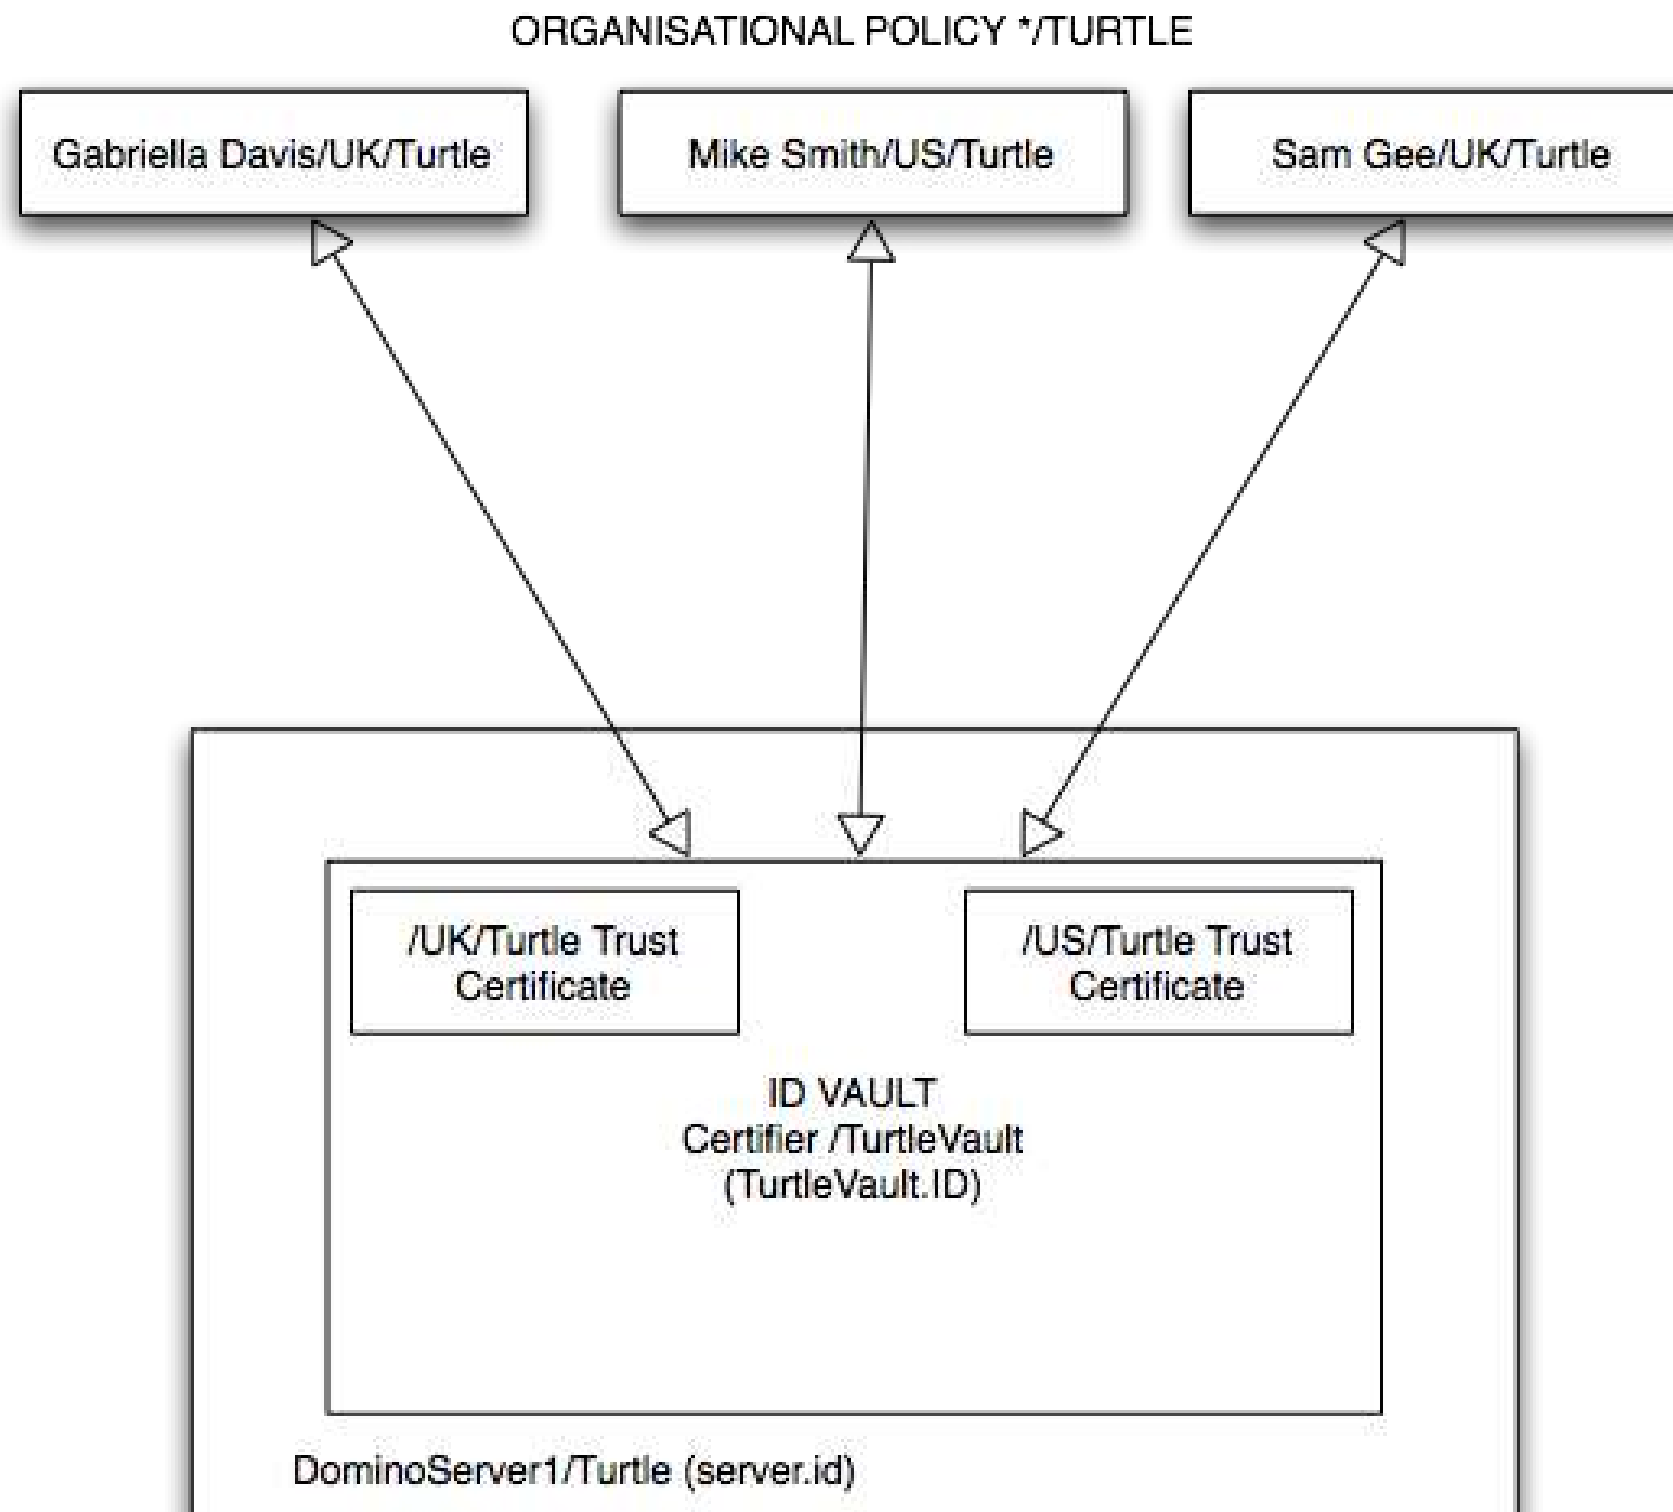 ORGANISATIONAL POLICY */TURTLE
Gabriella Davis/UK/Turtle
Mike Smith/US/Turtle
Sam Gee/UK/Turtle
/UK/Turtle Trust
Certificate
/US/Turtle Trust
Certificate
ID VAULT
Certifier /TurtleVault
(TurtleVault.ID)
DominoServer1/Turtle (server.id)